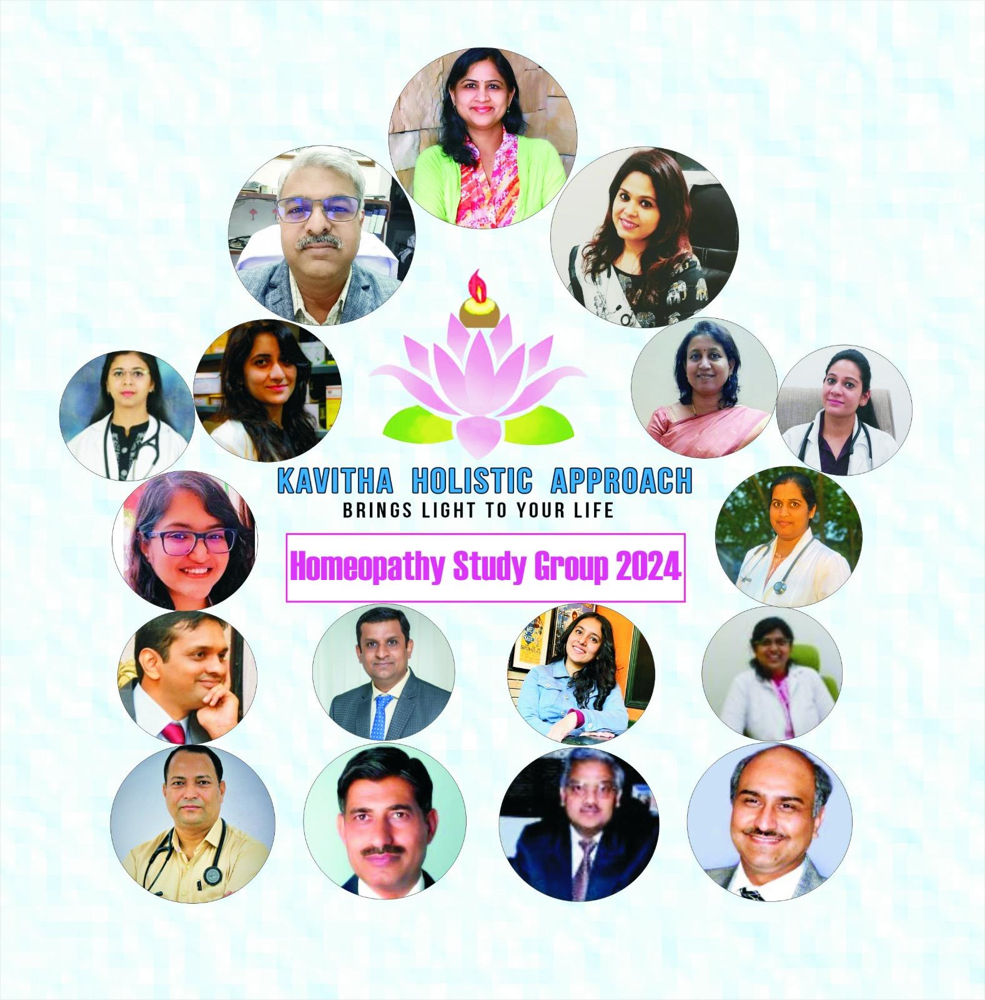 KAVITHA HOLISTIC APPROACH
BRINGS LIGHT TO YOUR LIFE
Homeopathy Study Group 2024